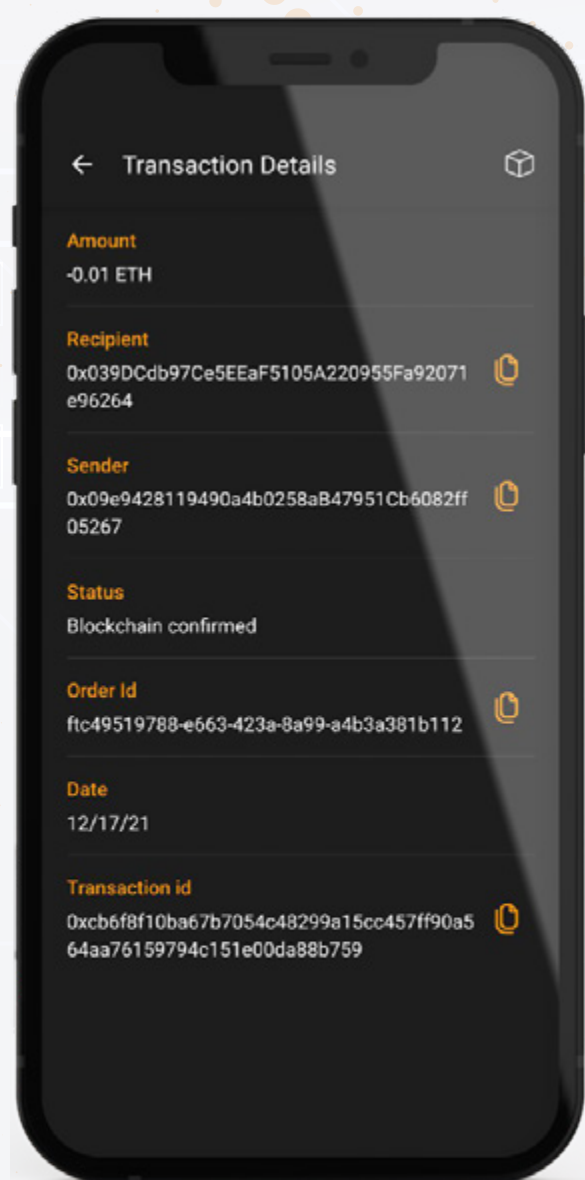 Transaction Details
Amount
-0.01 ETH
Recipient
0x039DCdb97Ce5EEaF5105A220955Fa92071
e96264
Sender
0x09e9428119490a4b0258aB47951Cb6082ff
05267
Status
Blockchain confirmed
Order Id
ftc49519788-e663-423a-8a99-a4b3a381b112
Date
12/17/21
Transaction id
0xcb6f8f10ba67b7054c48299a15cc457ff90a5
64aa76159794c151e00da88b759